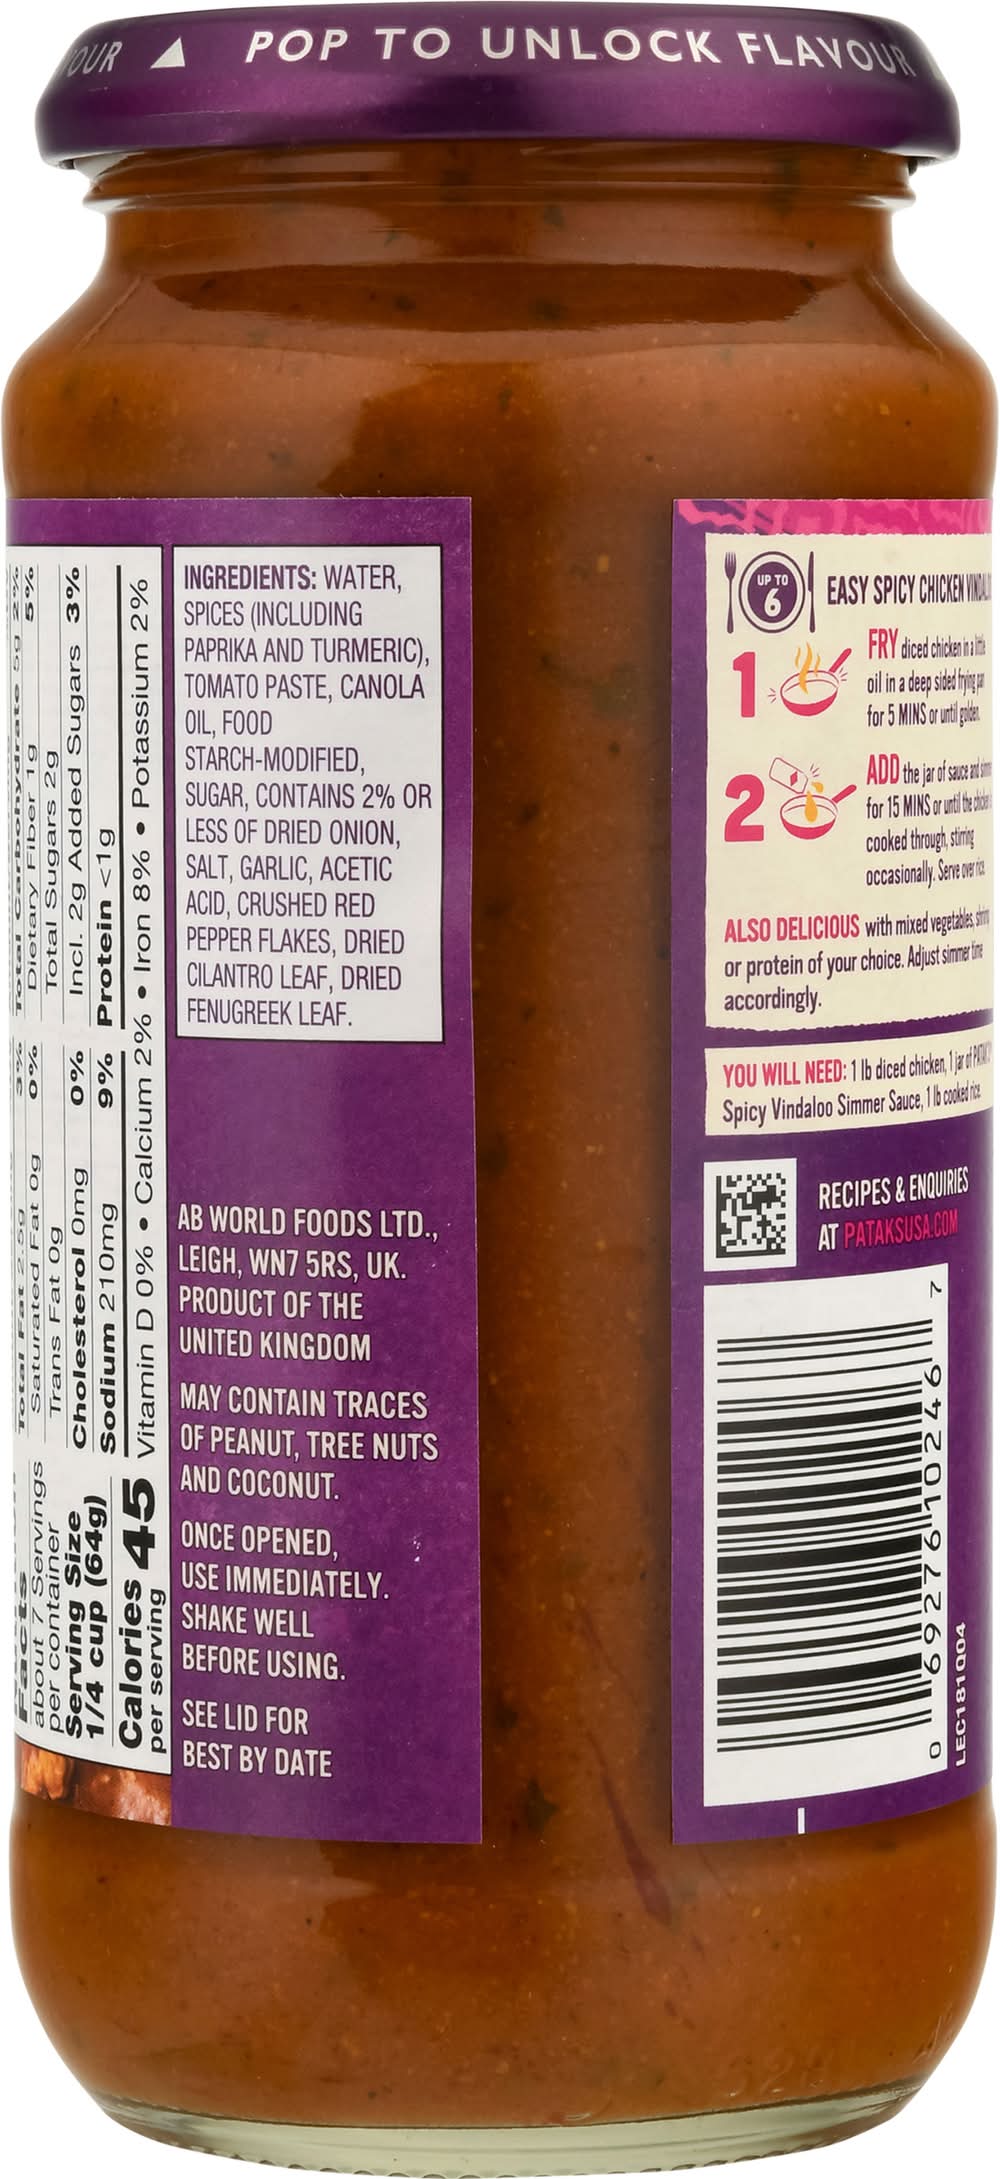 POP TO UNLOCK FLAVOUR
Facts
about 7 Servings
per container
Serving Size
1/4 cup (64g)
Calories 45
per serving
Total Fat 2.5g 3%
Saturated Fat 0g 0%
Trans Fat 0g
Cholesterol 0mg 0%
Sodium 210mg 9%
Total Carbohydrate 5g 2%
Dietary Fiber 1g 5%
Total Sugars 2g
Incl. 2g Added Sugars 3%
Protein <1g
Vitamin D 0% • Calcium 2% • Iron 8% • Potassium 2%
INGREDIENTS: WATER,
SPICES (INCLUDING
PAPRIKA AND TURMERIC),
TOMATO PASTE, CANOLA
OIL, FOOD
STARCH-MODIFIED,
SUGAR, CONTAINS 2% OR
LESS OF DRIED ONION,
SALT, GARLIC, ACETIC
ACID, CRUSHED RED
PEPPER FLAKES, DRIED
CILANTRO LEAF, DRIED
FENUGREEK LEAF.
AB WORLD FOODS LTD.,
LEIGH, WN7 5RS, UK.
PRODUCT OF THE
UNITED KINGDOM
MAY CONTAIN TRACES
OF PEANUT, TREE NUTS
AND COCONUT.
ONCE OPENED,
USE IMMEDIATELY.
SHAKE WELL
BEFORE USING.
SEE LID FOR
BEST BY DATE
UP TO
6
EASY SPICY CHICKEN
1
FRY diced chicken in a little
oil in a deep sided frying pan
for 5 MINS or until golden.
2
ADD the jar of sauce and
for 15 MINS or until the
cooked through, stirring
occasionally. Serve over rice.
ALSO DELICIOUS with mixed vegetables,
or protein of your choice. Adjust simmer time
accordingly.
YOU WILL NEED: 1 lb diced chicken, 1 jar of
Spicy Vindaloo Simmer Sauce, 1 lb cooked rice.
RECIPES & ENQUIRIES
AT PATAKSUSA.COM
0 69276 10246 7
LEC181004